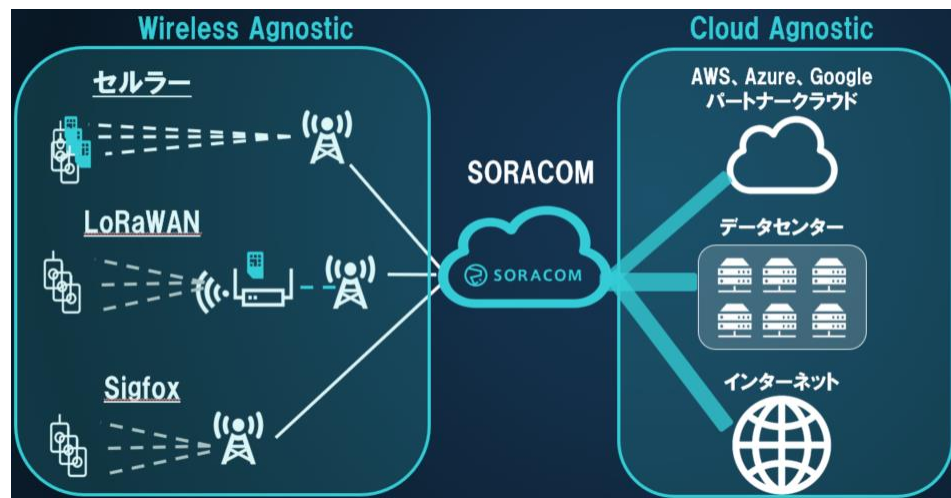 Wireless Agnostic
セルラー
LoRaWAN
Sigfox
SORACOM
SORACOM
Cloud Agnostic
AWS、Azure、Google
パートナークラウド
データセンター
インターネット